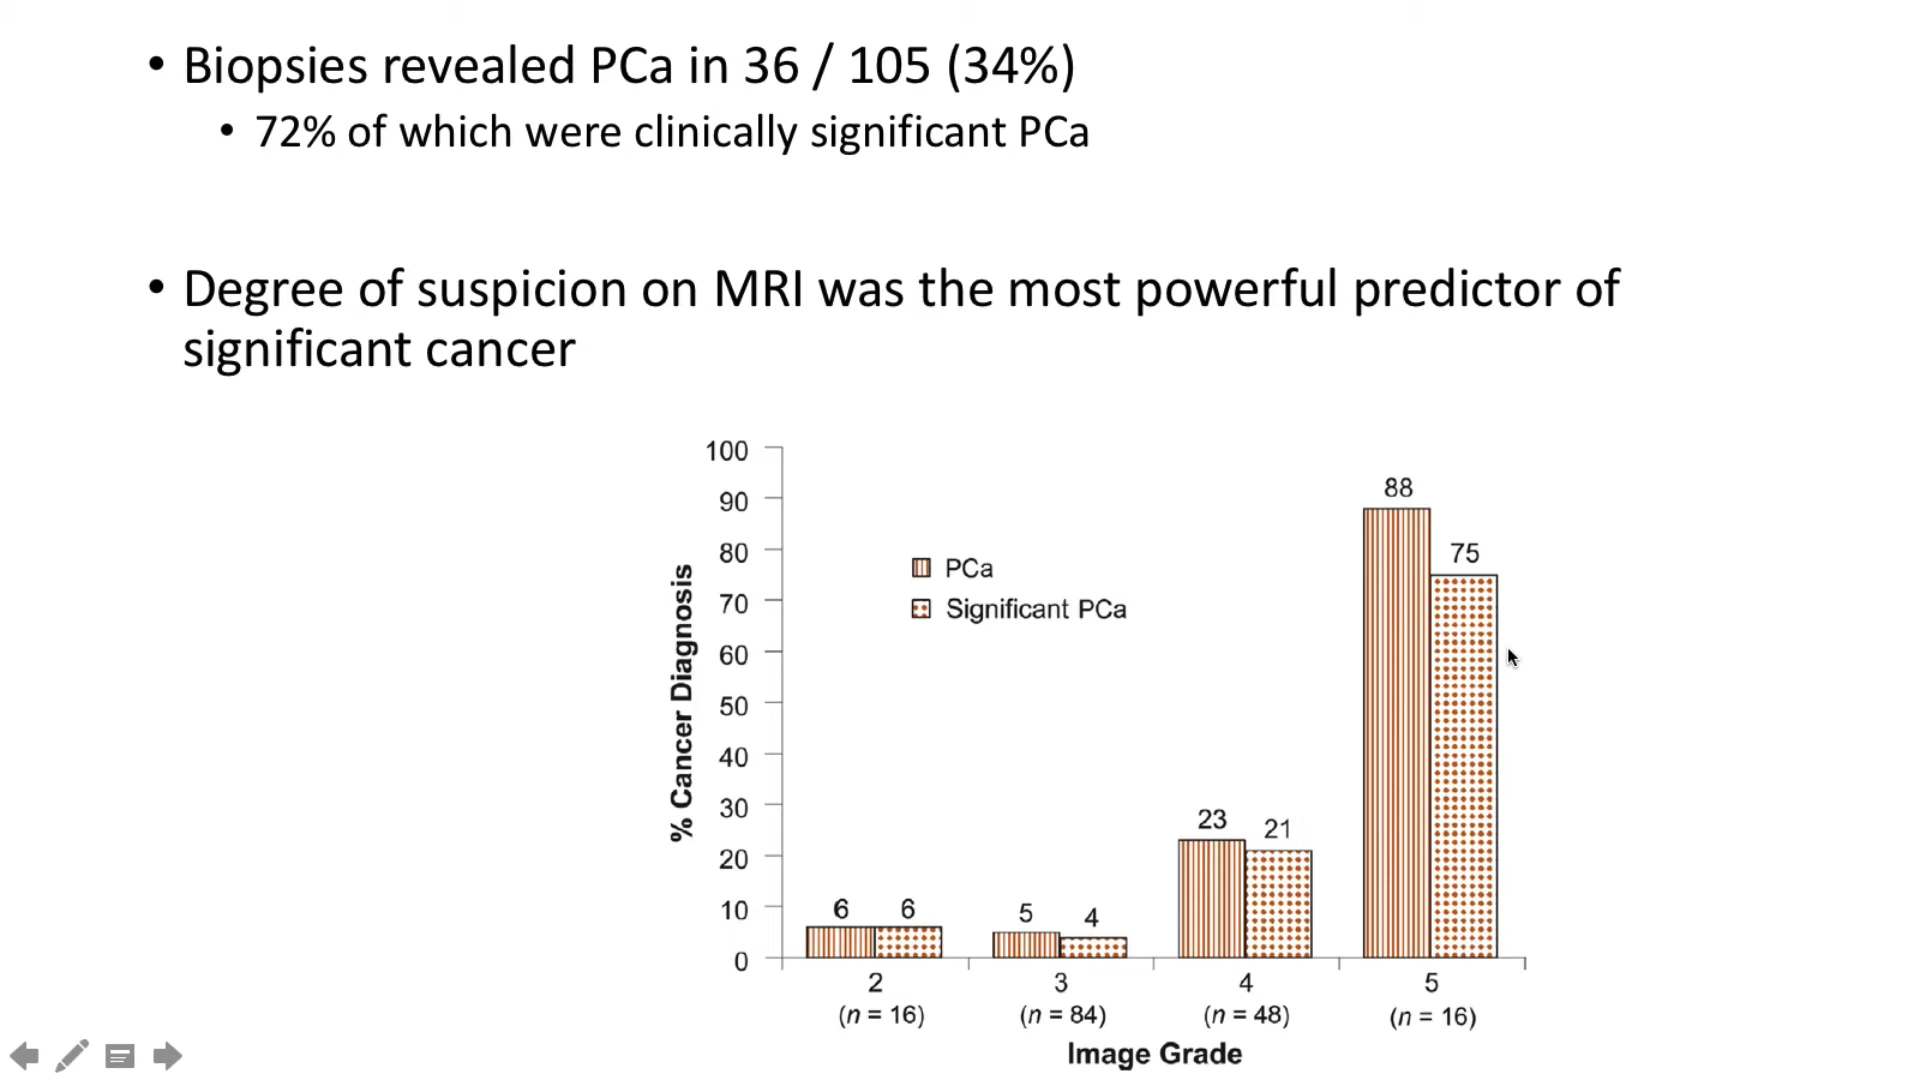 • Biopsies revealed PCa in 36 / 105 (34%)
• 72% of which were clinically significant PCa
• Degree of suspicion on MRI was the most powerful predictor of
significant cancer
100
90
80
70
60
50
40
30
20
10
0
% Cancer Diagnosis
PCa
Significant PCa
6
6
5
4
23
21
88
75
2
3
4
5
(n = 16)
(n = 84)
(n = 48)
(n = 16)
Image Grade